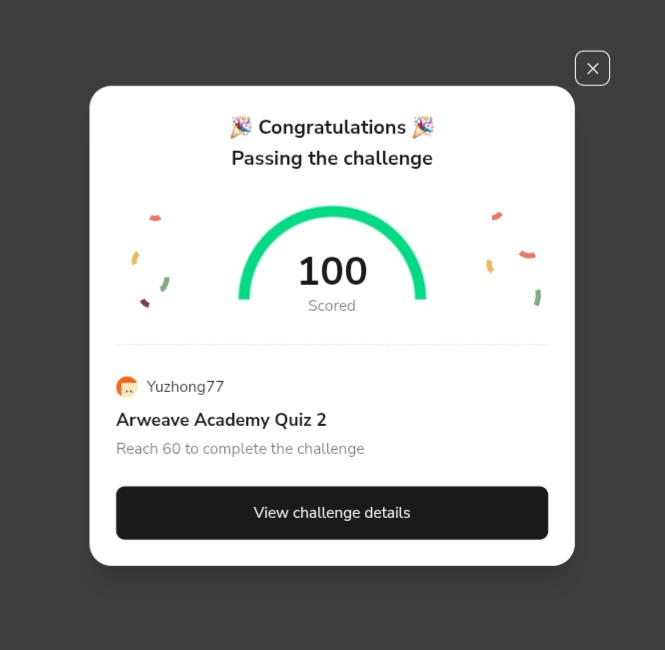 🎉 Congratulations 🎉
Passing the challenge
100
Scored
Yuzhong77
Arweave Academy Quiz 2
Reach 60 to complete the challenge
View challenge details